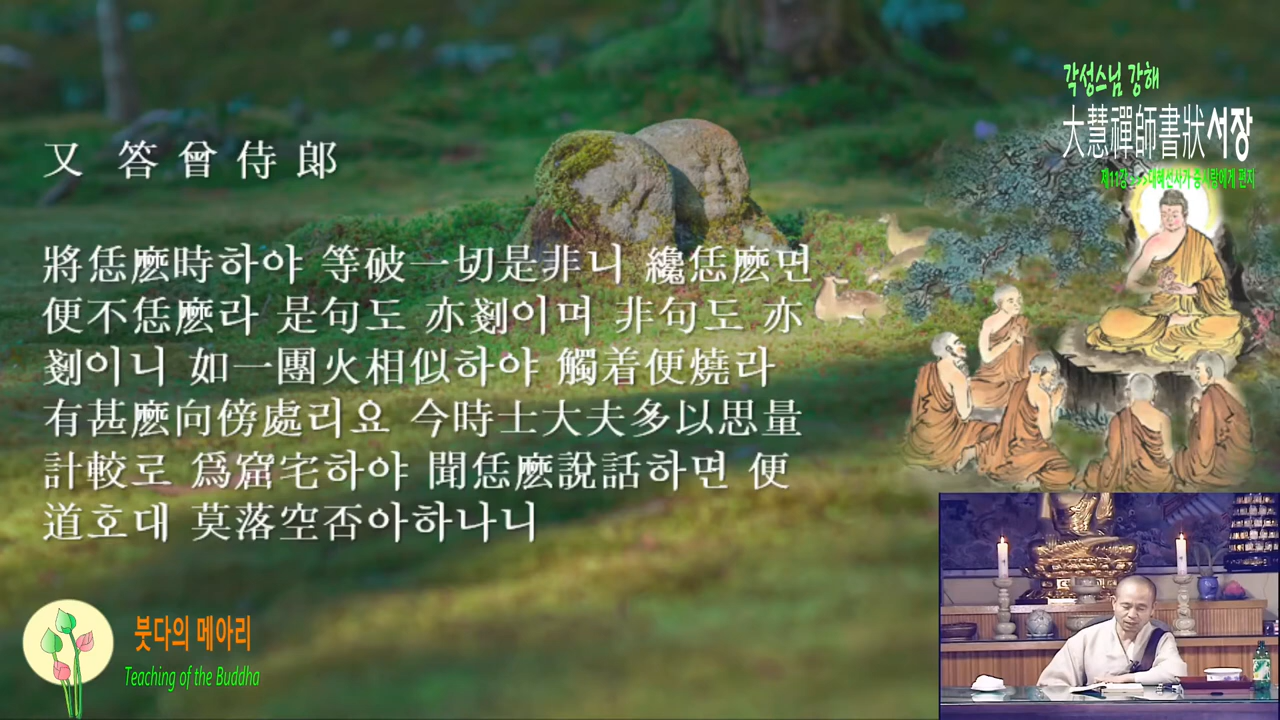 又 答 曾 侍 郞
將恁麽時하야 等破一切是非니 纔恁麽면
便不恁麽라 是句도 亦剗이며 非句도 亦
剗이니 如一團火相似하야 觸着便燒라
有甚麽向傍處리요 今時士大夫多以思量
計較로 爲窟宅하야 聞恁麽說話하면 便
道호대 莫落空否아하나니
각성스님 강해
大慧禪師書狀서장
붓다의 메아리
Teaching of the Buddha